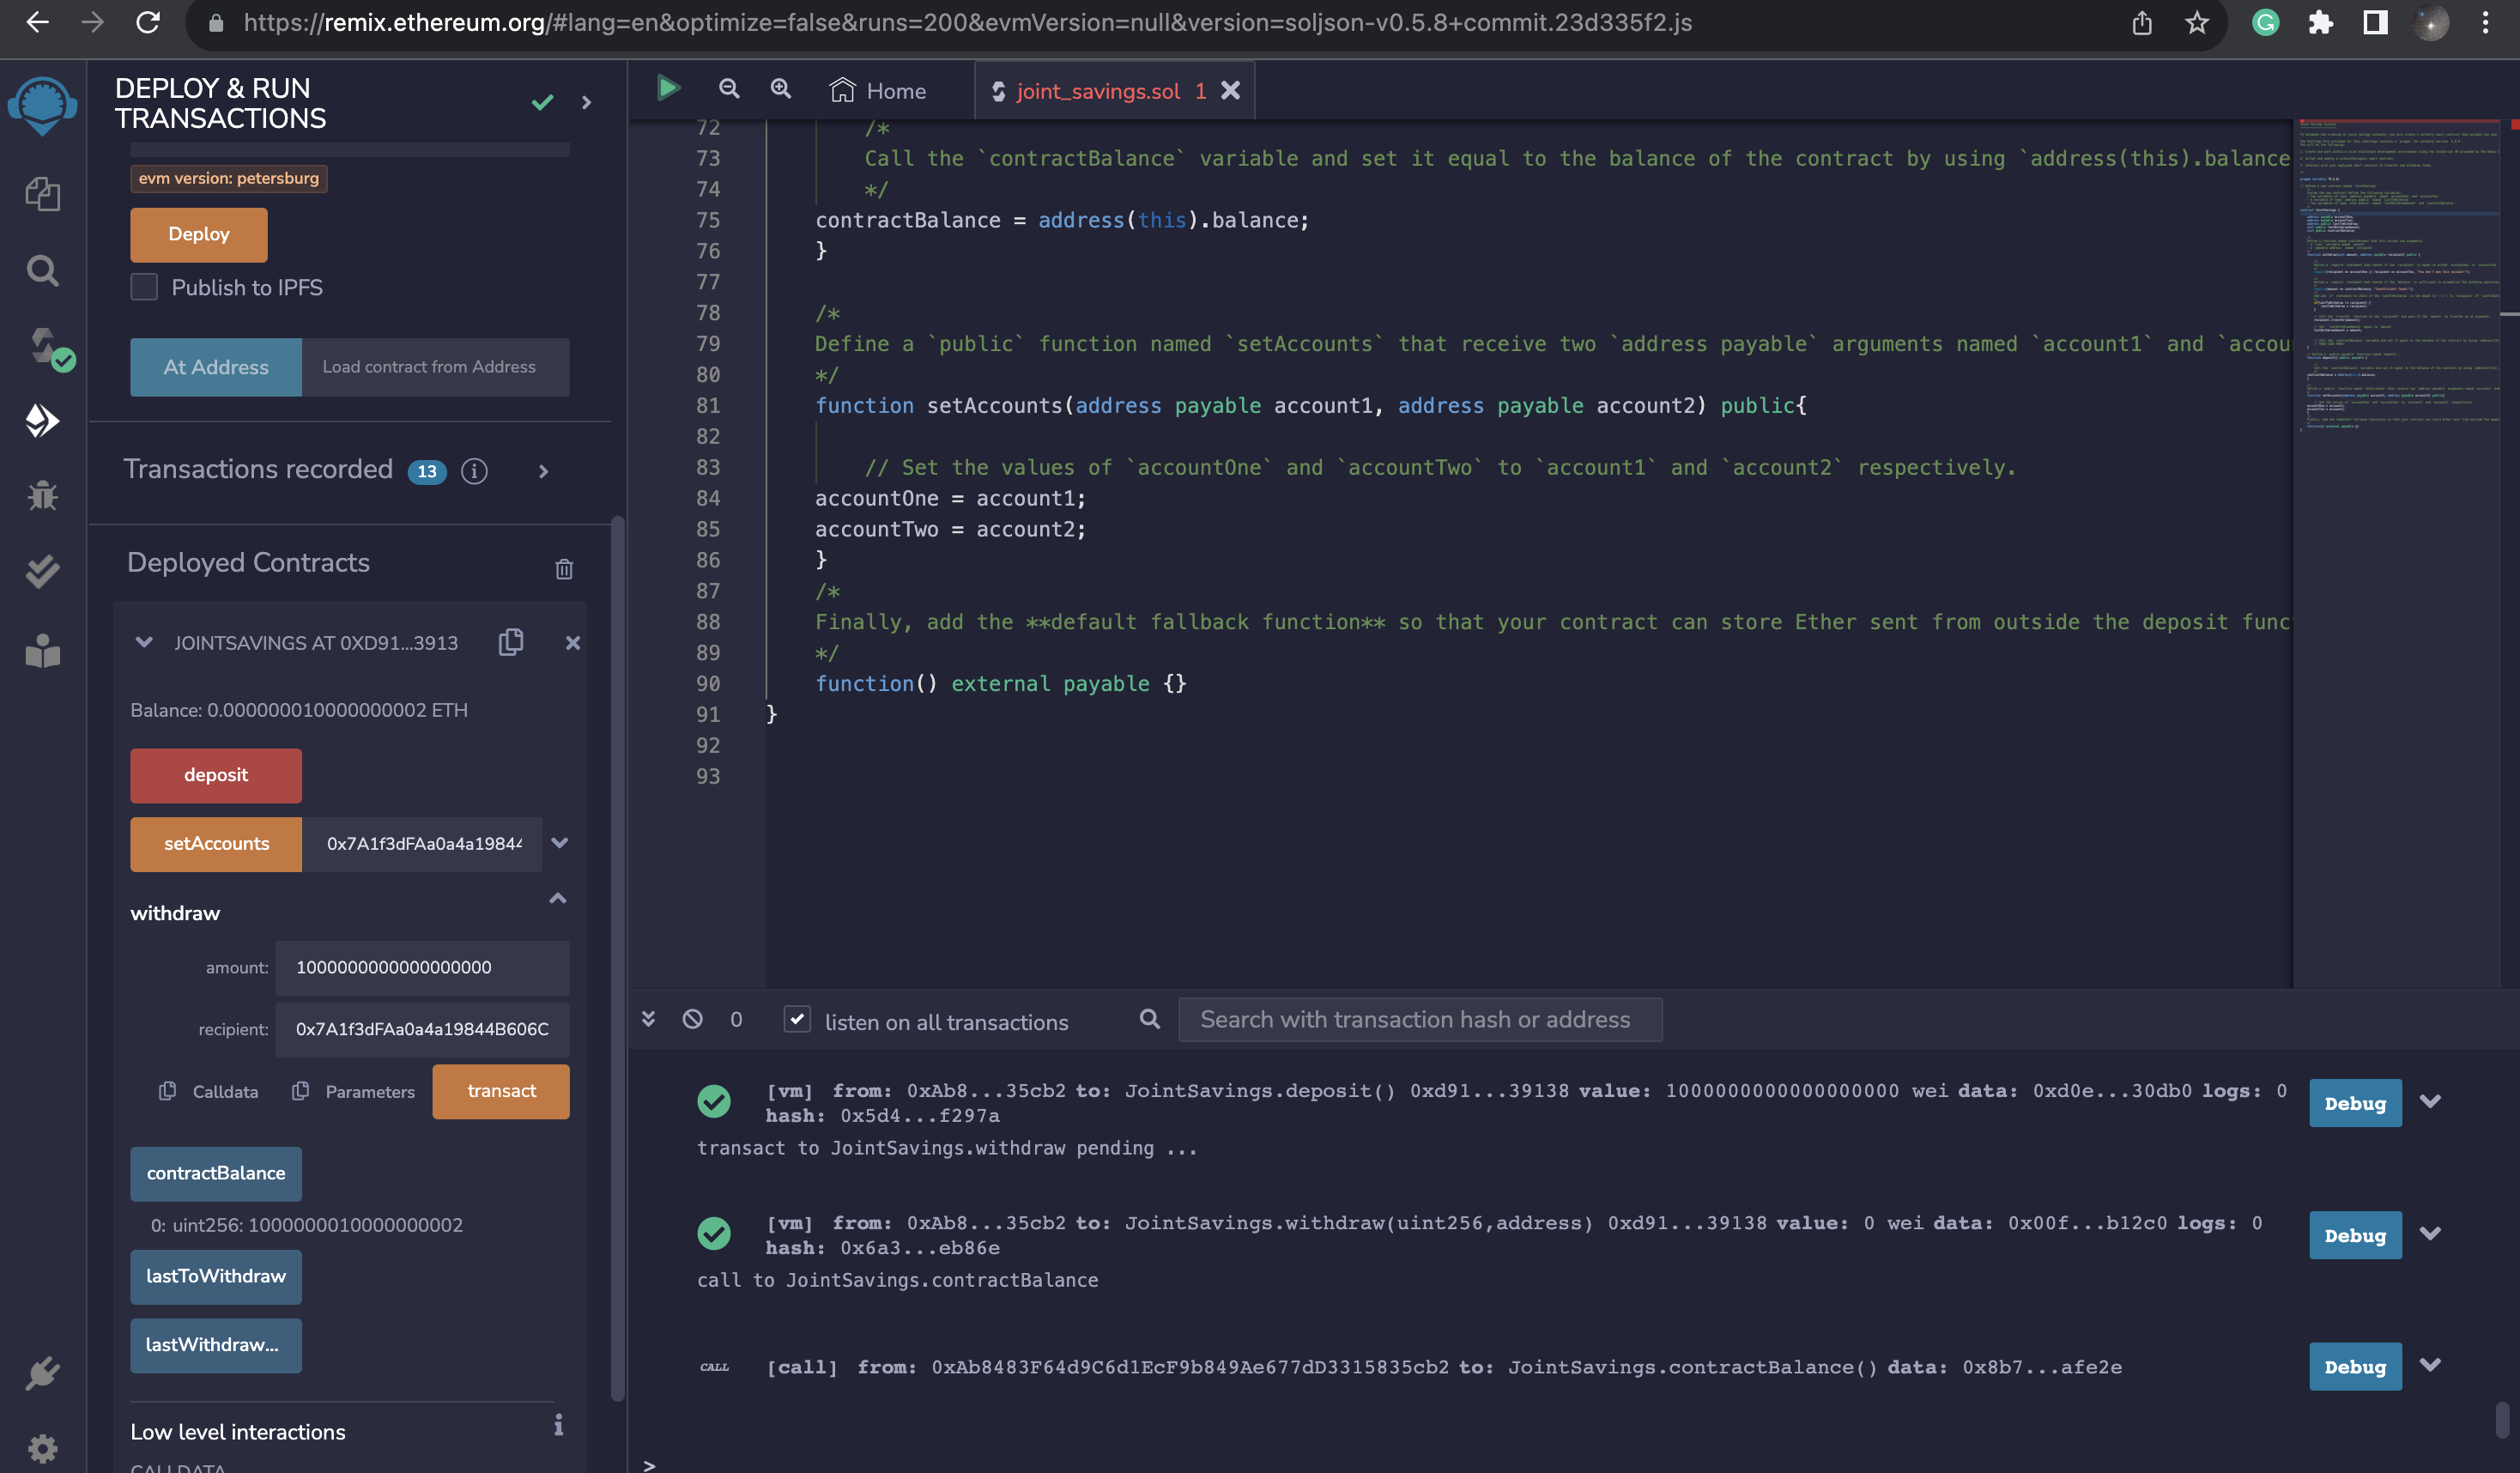 https://remix.ethereum.org/#lang=en&optimize=false&runs=200&evmVersion=null&version=soljson-v0.5.8+commit.23d335f2.js
DEPLOY & RUN
TRANSACTIONS
evm version: petersburg
Deploy
Publish to IPFS
At Address
Load contract from Address
Transactions recorded 13
Deployed Contracts
JOINTSAVINGS AT 0XD91...3913
Balance: 0.000000010000000002 ETH
deposit
setAccounts
0x7A1f3dFAa0a4a19844
withdraw
amount: 1000000000000000000
recipient: 0x7A1f3dFAa0a4a19844B606C
Calldata
Parameters
transact
contractBalance
0: uint256: 1000000010000000002
lastToWithdraw
lastWithdraw...
Low level interactions
CALLDATA
Home
joint_savings.sol 1
72 /*
73 Call the `contractBalance` variable and set it equal to the balance of the contract by using `address(this).balance
74 */
75 contractBalance = address(this).balance;
76 }
77
78 /*
79 Define a `public` function named `setAccounts` that receive two `address payable` arguments named `account1` and `accou
80 */
81 function setAccounts(address payable account1, address payable account2) public{
82
83 // Set the values of `accountOne` and `accountTwo` to `account1` and `account2` respectively.
84 accountOne = account1;
85 accountTwo = account2;
86 }
87 /*
88 Finally, add the **default fallback function** so that your contract can store Ether sent from outside the deposit func
89 */
90 function() external payable {}
91 }
92
93
0
listen on all transactions
Search with transaction hash or address
[vm] from: 0xAb8...35cb2 to: JointSavings.deposit() 0xd91...39138 value: 1000000000000000000 wei data: 0xd0e...30db0 logs: 0
hash: 0x5d4...f297a
Debug
transact to JointSavings.withdraw pending ...
[vm] from: 0xAb8...35cb2 to: JointSavings.withdraw(uint256,address) 0xd91...39138 value: 0 wei data: 0x00f...b12c0 logs: 0
hash: 0x6a3...eb86e
Debug
call to JointSavings.contractBalance
CALL [call] from: 0xAb8483F64d9C6d1EcF9b849Ae677dD3315835cb2 to: JointSavings.contractBalance() data: 0x8b7...afe2e
Debug
>